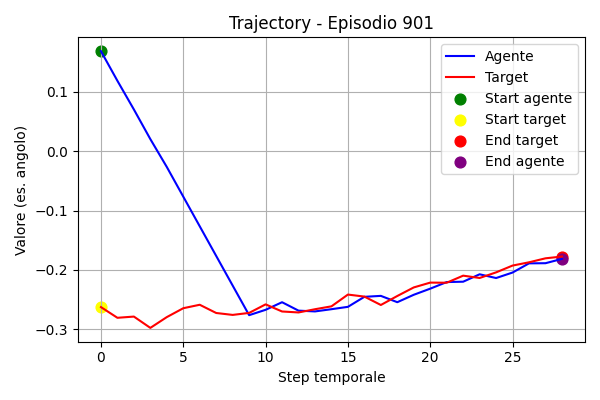 Trajectory - Episodio 901
Agente
Target
Start agente
Start target
End target
End agente
Valore (es. angolo)
0.1
0.0
−0.1
−0.2
−0.3
0 5 10 15 20 25
Step temporale